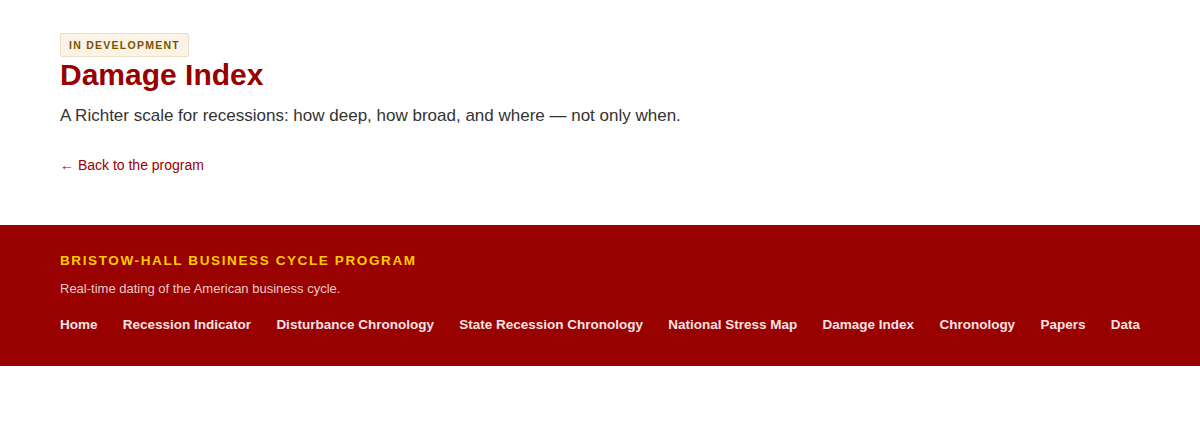 IN DEVELOPMENT
Damage Index
A Richter scale for recessions: how deep, how broad, and where — not only when.
← Back to the program
BRISTOW-HALL BUSINESS CYCLE PROGRAM
Real-time dating of the American business cycle.
Home Recession Indicator Disturbance Chronology State Recession Chronology National Stress Map Damage Index Chronology Papers Data